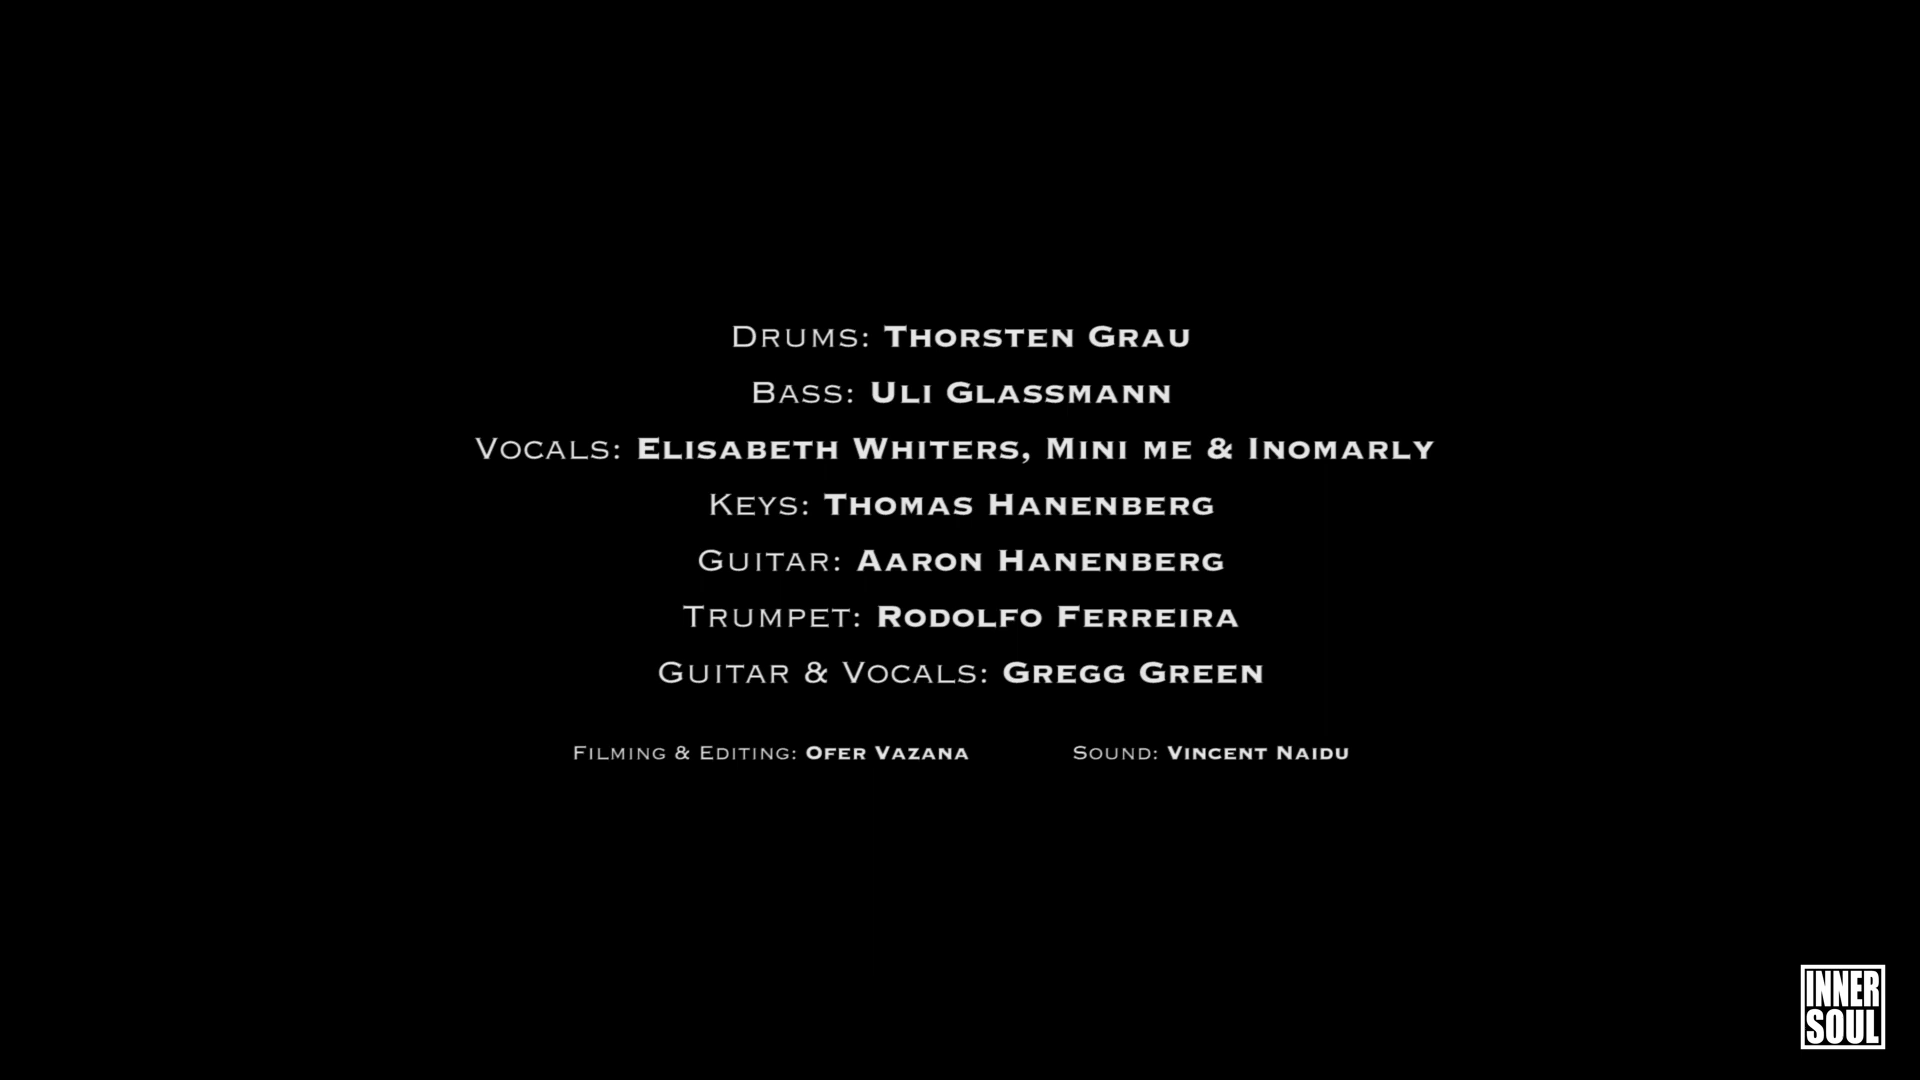 Drums: Thorsten Grau
Bass: Uli Glassmann
Vocals: Elisabeth Whiters, Mini me & Inomarly
Keys: Thomas Hanenberg
Guitar: Aaron Hanenberg
Trumpet: Rodolfo Ferreira
Guitar & Vocals: Gregg Green
Filming & Editing: Ofer Vazana Sound: Vincent Naidu
INNER
SOUL